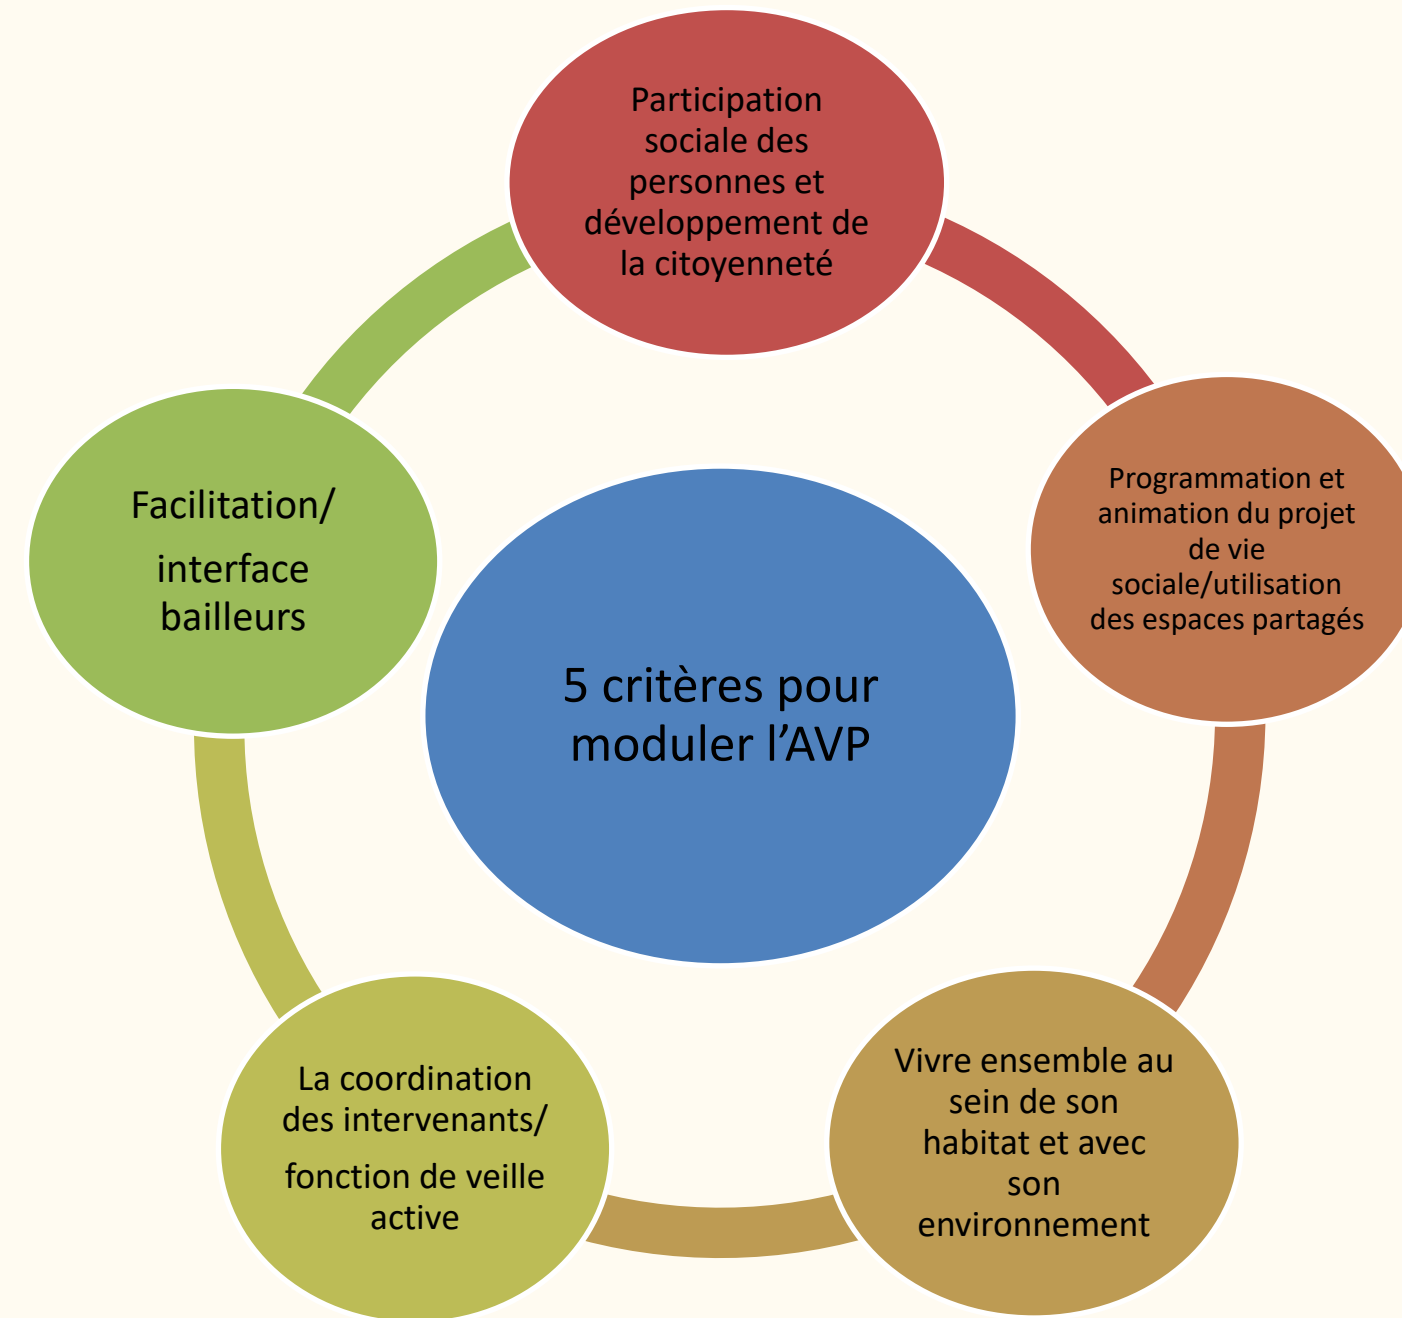 Participation
sociale des
personnes et
développement de
la citoyenneté
Programmation et
animation du projet
de vie
sociale/utilisation
des espaces partagés
Vivre ensemble au
sein de son
habitat et avec
son
environnement
La coordination
des intervenants/
fonction de veille
active
Facilitation/
interface
bailleurs
5 critères pour
moduler l’AVP